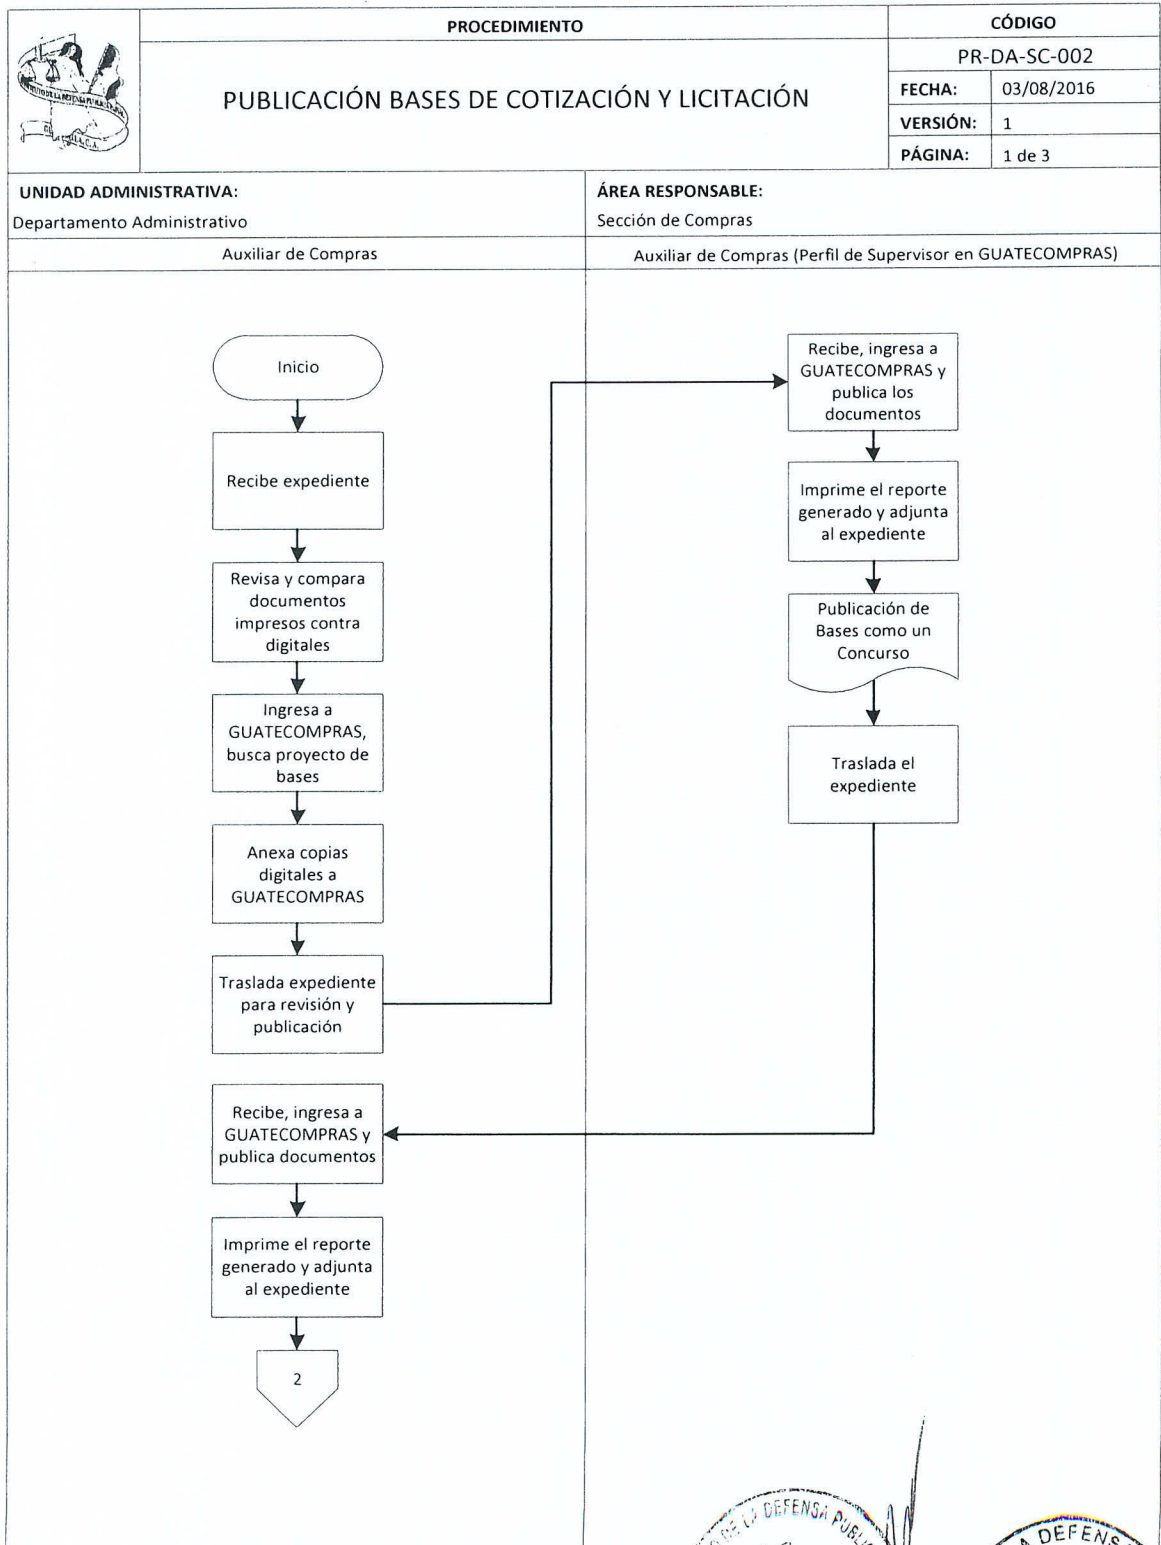 PROCEDIMIENTO
CÓDIGO
PUBLICACIÓN BASES DE COTIZACIÓN Y LICITACIÓN
PR-DA-SC-002
FECHA: 03/08/2016
VERSIÓN: 1
PÁGINA: 1 de 3
UNIDAD ADMINISTRATIVA:
Departamento Administrativo
ÁREA RESPONSABLE:
Sección de Compras
Auxiliar de Compras
Auxiliar de Compras (Perfil de Supervisor en GUATECOMPRAS)
Inicio
Recibe expediente
Revisa y compara
documentos
impresos contra
digitales
Ingresa a
GUATECOMPRAS,
busca proyecto de
bases
Anexa copias
digitales a
GUATECOMPRAS
Traslada expediente
para revisión y
publicación
Recibe, ingresa a
GUATECOMPRAS y
publica los
documentos
Imprime el reporte
generado y adjunta
al expediente
Publicación de
Bases como un
Concurso
Traslada el
expediente
Recibe, ingresa a
GUATECOMPRAS y
publica documentos
Imprime el reporte
generado y adjunta
al expediente
2
DE LA DEFENSA
DEFENSA